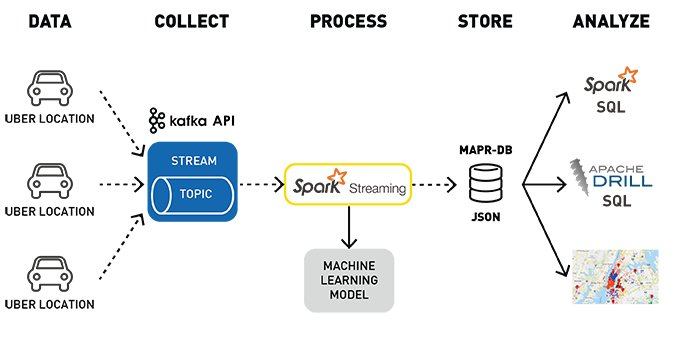 DATA
COLLECT
PROCESS
STORE
ANALYZE
UBER LOCATION
UBER LOCATION
UBER LOCATION
kafka API
STREAM
TOPIC
Spark Streaming
MACHINE
LEARNING
MODEL
MAPR-DB
JSON
Spark
SQL
APACHE
DRILL
SQL